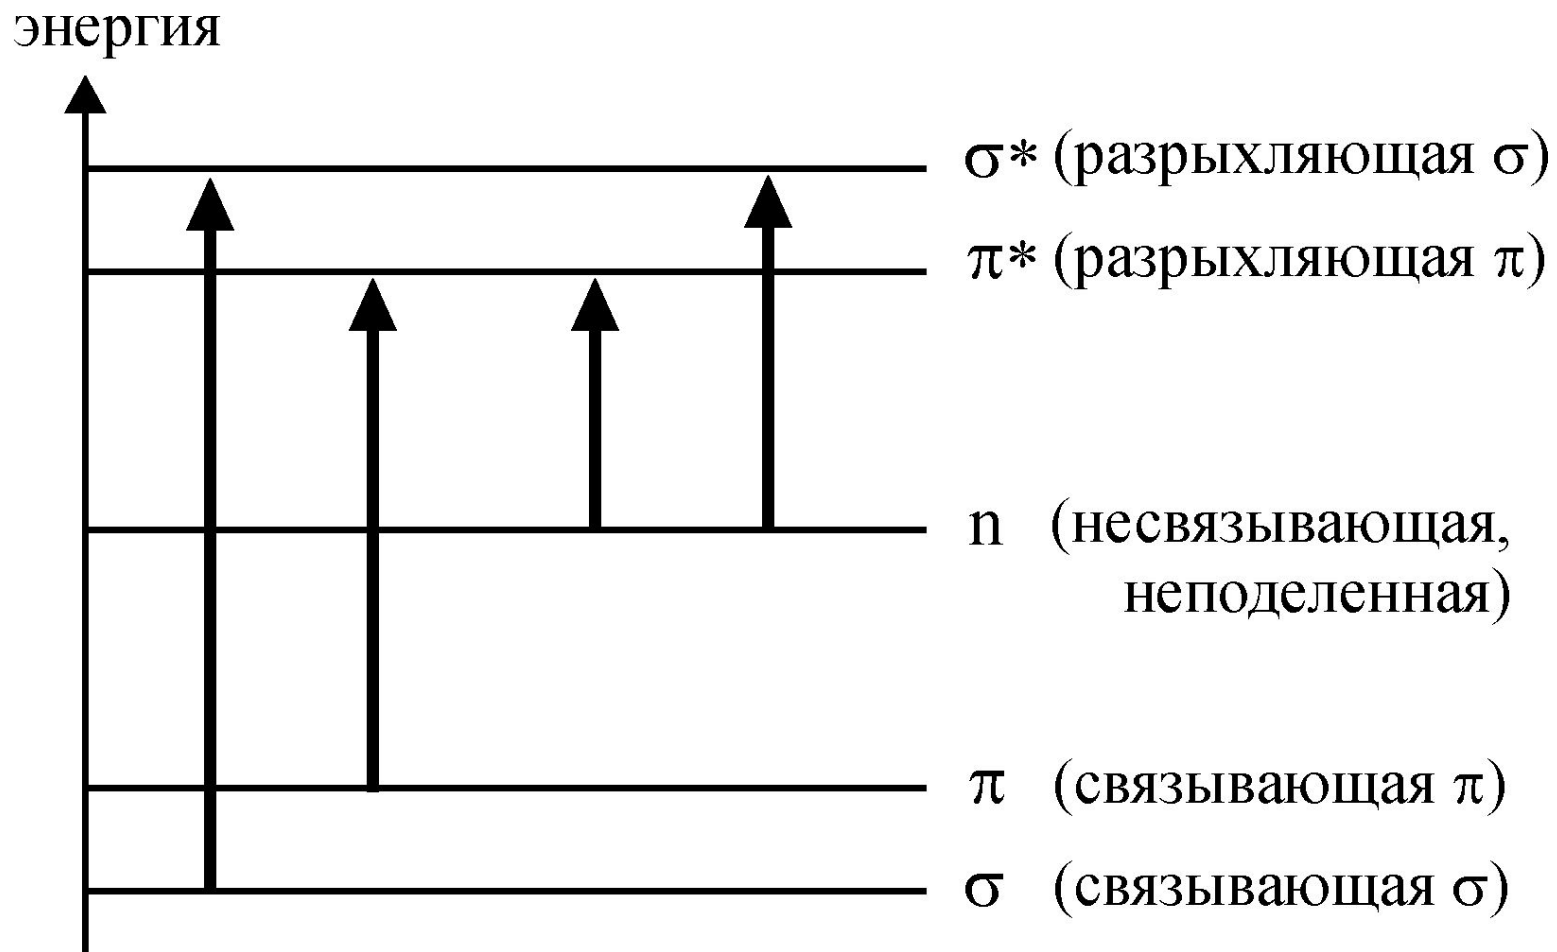 энергия
σ* (разрыхляющая σ)
π* (разрыхляющая π)
n (несвязывающая,
неподеленная)
π (связывающая π)
σ (связывающая σ)